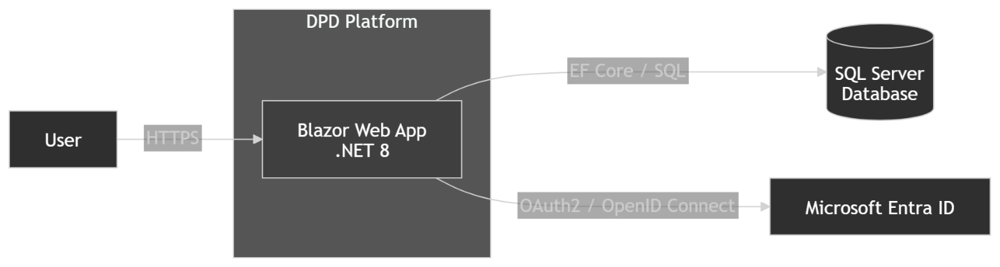 DPD Platform
User
HTTPS
Blazor Web App
.NET 8
EF Core / SQL
SQL Server
Database
OAuth2 / OpenID Connect
Microsoft Entra ID